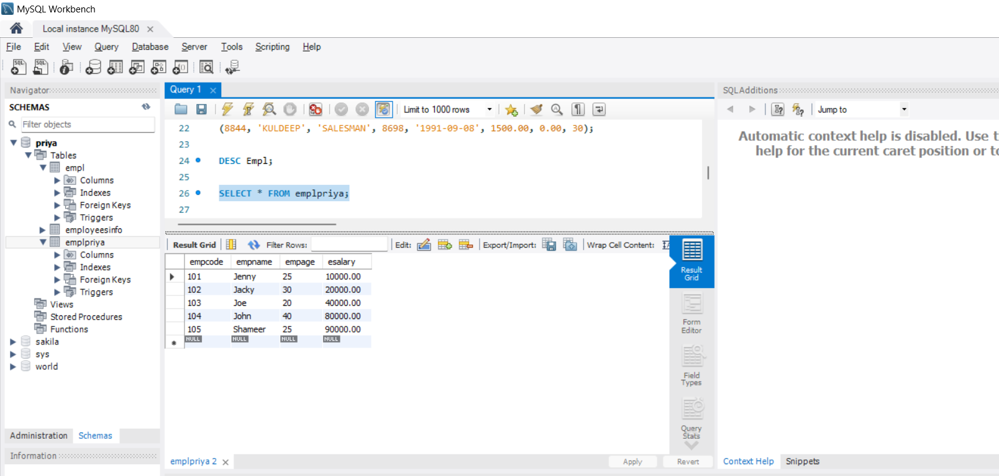 MySQL Workbench
Local instance MySQL80
File Edit View Query Database Server Tools Scripting Help
Navigator
SCHEMAS
Filter objects
priya
Tables
empl
Columns
Indexes
Foreign Keys
Triggers
employeesinfo
emplpriya
Columns
Indexes
Foreign Keys
Triggers
Views
Stored Procedures
Functions
sakila
sys
world
Administration Schemas
Information
Query 1
Limit to 1000 rows
22 (8844, 'KULDEEP', 'SALESMAN', 8698, '1991-09-08', 1500.00, 0.00, 30);
23
24 DESC Empl;
25
26 SELECT * FROM emplpriya;
27
Result Grid Filter Rows: Edit: Export/Import: Wrap Cell Content:
empcode empname empage esalary
101 Jenny 25 10000.00
102 Jacky 30 20000.00
103 Joe 20 40000.00
104 John 40 80000.00
105 Shameer 25 90000.00
NULL NULL NULL NULL
Result
Grid
Form
Editor
Field
Types
Query
Stats
emplpriya 2
Apply Revert
SQLAdditions
Jump to
Automatic context help is disabled. Use
help for the current caret position or
Context Help Snippets